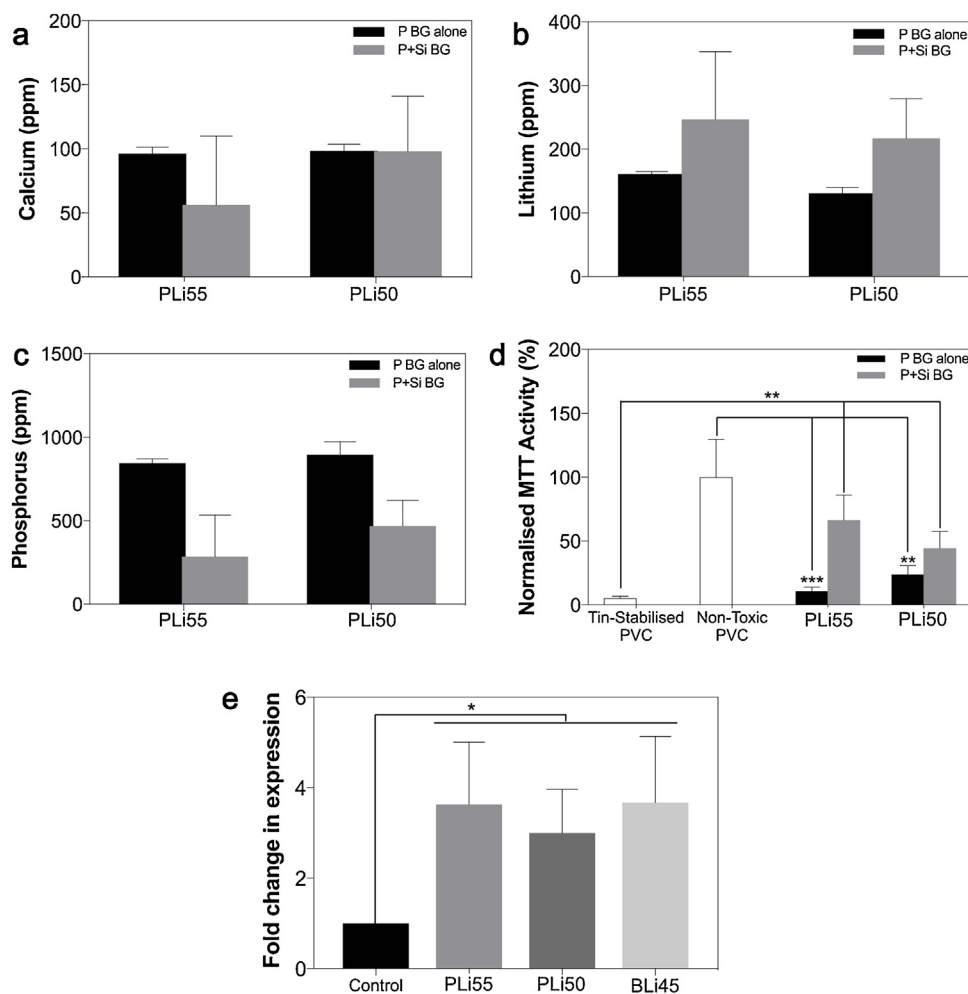 a
Calcium (ppm)
200
150
100
50
0
P BG alone
P+Si BG
PLi55
PLi50
b
Lithium (ppm)
400
300
200
100
0
P BG alone
P+Si BG
PLi55
PLi50
c
Phosphorus (ppm)
1500
1000
500
0
P BG alone
P+Si BG
PLi55
PLi50
d
Normalised MTT Activity (%)
200
150
100
50
0
P BG alone
P+Si BG
**
***
**
Tin-Stabilised
PVC
Non-Toxic
PVC
PLi55
PLi50
e
Fold change in expression
6
4
2
0
*
Control
PLi55
PLi50
BLi45